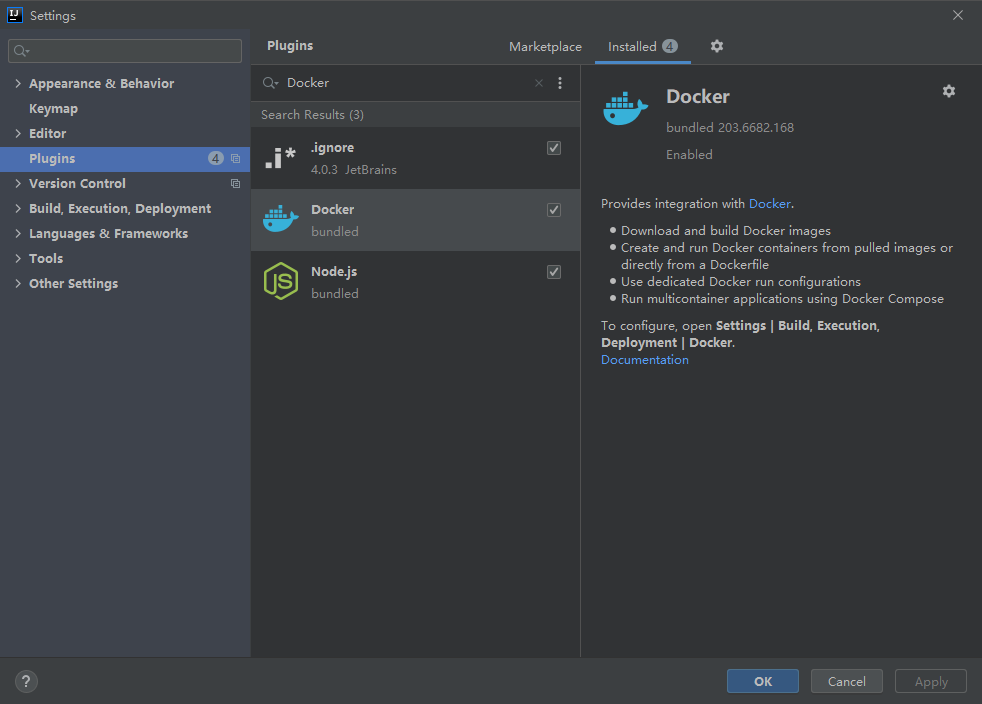 Settings
Plugins
Marketplace
Installed 4
Appearance & Behavior
Keymap
Editor
Plugins 4
Version Control
Build, Execution, Deployment
Languages & Frameworks
Tools
Other Settings
Docker
Search Results (3)
.i*
.ignore
4.0.3 JetBrains
Docker
bundled
JS
Node.js
bundled
Docker
bundled 203.6682.168
Enabled
Provides integration with Docker.
• Download and build Docker images
• Create and run Docker containers from pulled images or
directly from a Dockerfile
• Use dedicated Docker run configurations
• Run multicontainer applications using Docker Compose
To configure, open Settings | Build, Execution,
Deployment | Docker.
Documentation
?
OK
Cancel
Apply